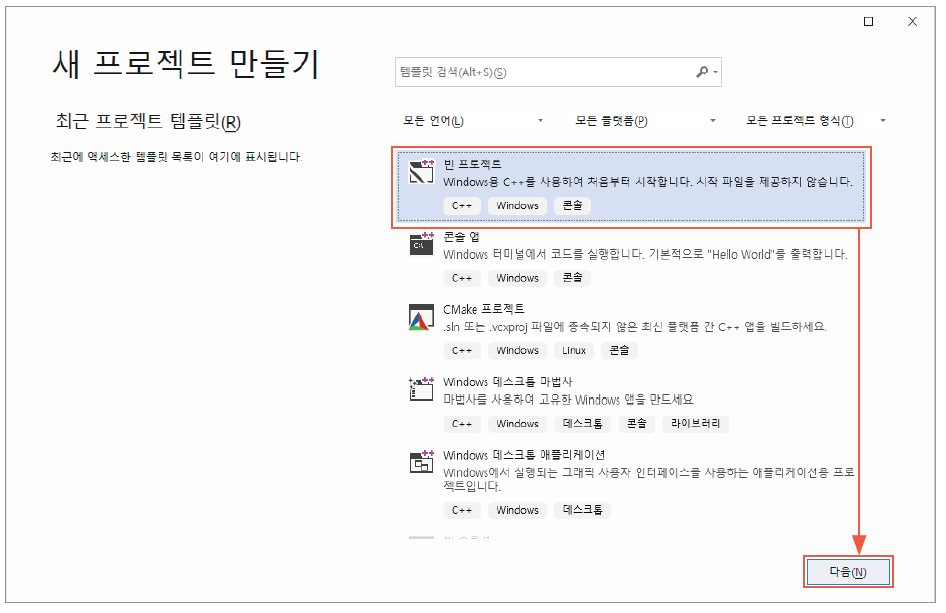 새 프로젝트 만들기
최근 프로젝트 템플릿(R)
최근에 액세스한 템플릿 목록이 여기에 표시됩니다.
템플릿 검색(Alt+S)(S)
모든 언어(L) 모든 플랫폼(P) 모든 프로젝트 형식(T)
빈 프로젝트
Windows용 C++를 사용하여 처음부터 시작합니다. 시작 파일을 제공하지 않습니다.
C++ Windows 콘솔
콘솔 앱
Windows 터미널에서 코드를 실행합니다. 기본적으로 "Hello World"를 출력합니다.
C++ Windows 콘솔
CMake 프로젝트
.sln 또는 .vcxproj 파일에 종속되지 않은 최신 플랫폼 간 C++ 앱을 빌드하세요.
C++ Windows Linux 콘솔
Windows 데스크톱 마법사
마법사를 사용하여 고유한 Windows 앱을 만드세요.
C++ Windows 데스크톱 콘솔 라이브러리
Windows 데스크톱 애플리케이션
Windows에서 실행되는 그래픽 사용자 인터페이스를 사용하는 애플리케이션용 프로
젝트입니다.
C++ Windows 데스크톱
다음(N)